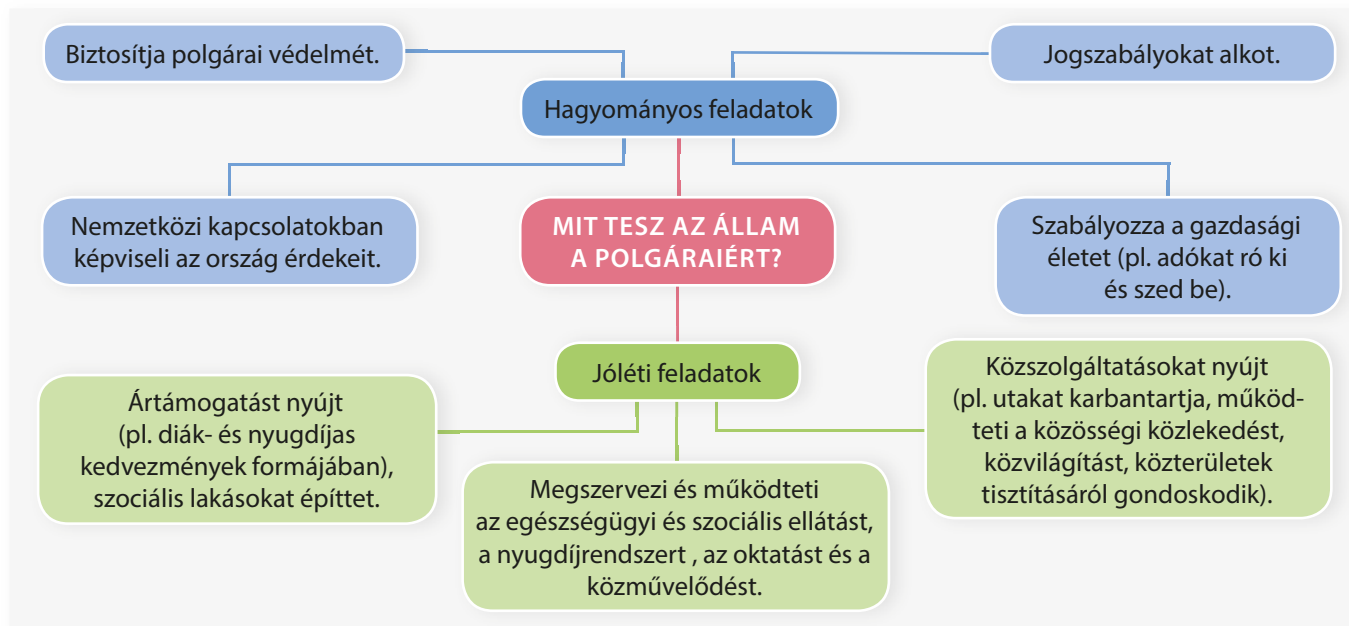 Biztosítja polgárai védelmét.
Jogszabályokat alkot.
Hagyományos feladatok
Nemzetközi kapcsolatokban
képviseli az ország érdekeit.
MIT TESZ AZ ÁLLAM
A POLGÁRAIÉRT?
Szabályozza a gazdasági
életet (pl. adókat ró ki
és szed be).
Jóléti feladatok
Ártámogatást nyújt
(pl. diák- és nyugdíjas
kedvezmények formájában),
szociális lakásokat építtet.
Megszervezi és működteti
az egészségügyi és szociális ellátást,
a nyugdíjrendszert , az oktatást és a
közművelődést.
Közszolgáltatásokat nyújt
(pl. utakat karbantartja, működ-
teti a közösségi közlekedést,
közvilágítást, közterületek
tisztításáról gondoskodik).